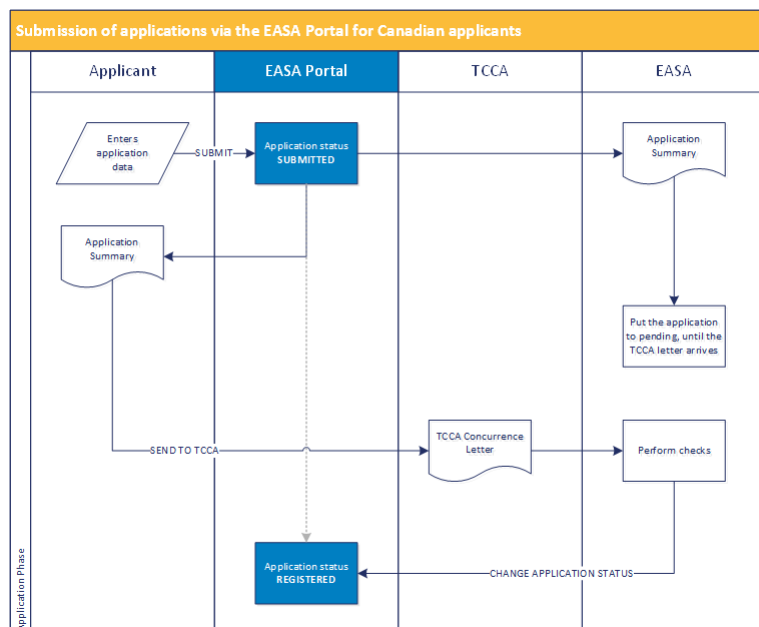 Submission of applications via the EASA Portal for Canadian applicants
Applicant
EASA Portal
TCCA
EASA
Enters
application
data
SUBMIT
Application status
SUBMITTED
Application
Summary
Application
Summary
Put the application
to pending, until the
TCCA letter arrives
SEND TO TCCA
TCCA Concurrence
Letter
Perform checks
Application status
REGISTERED
CHANGE APPLICATION STATUS
Application Phase